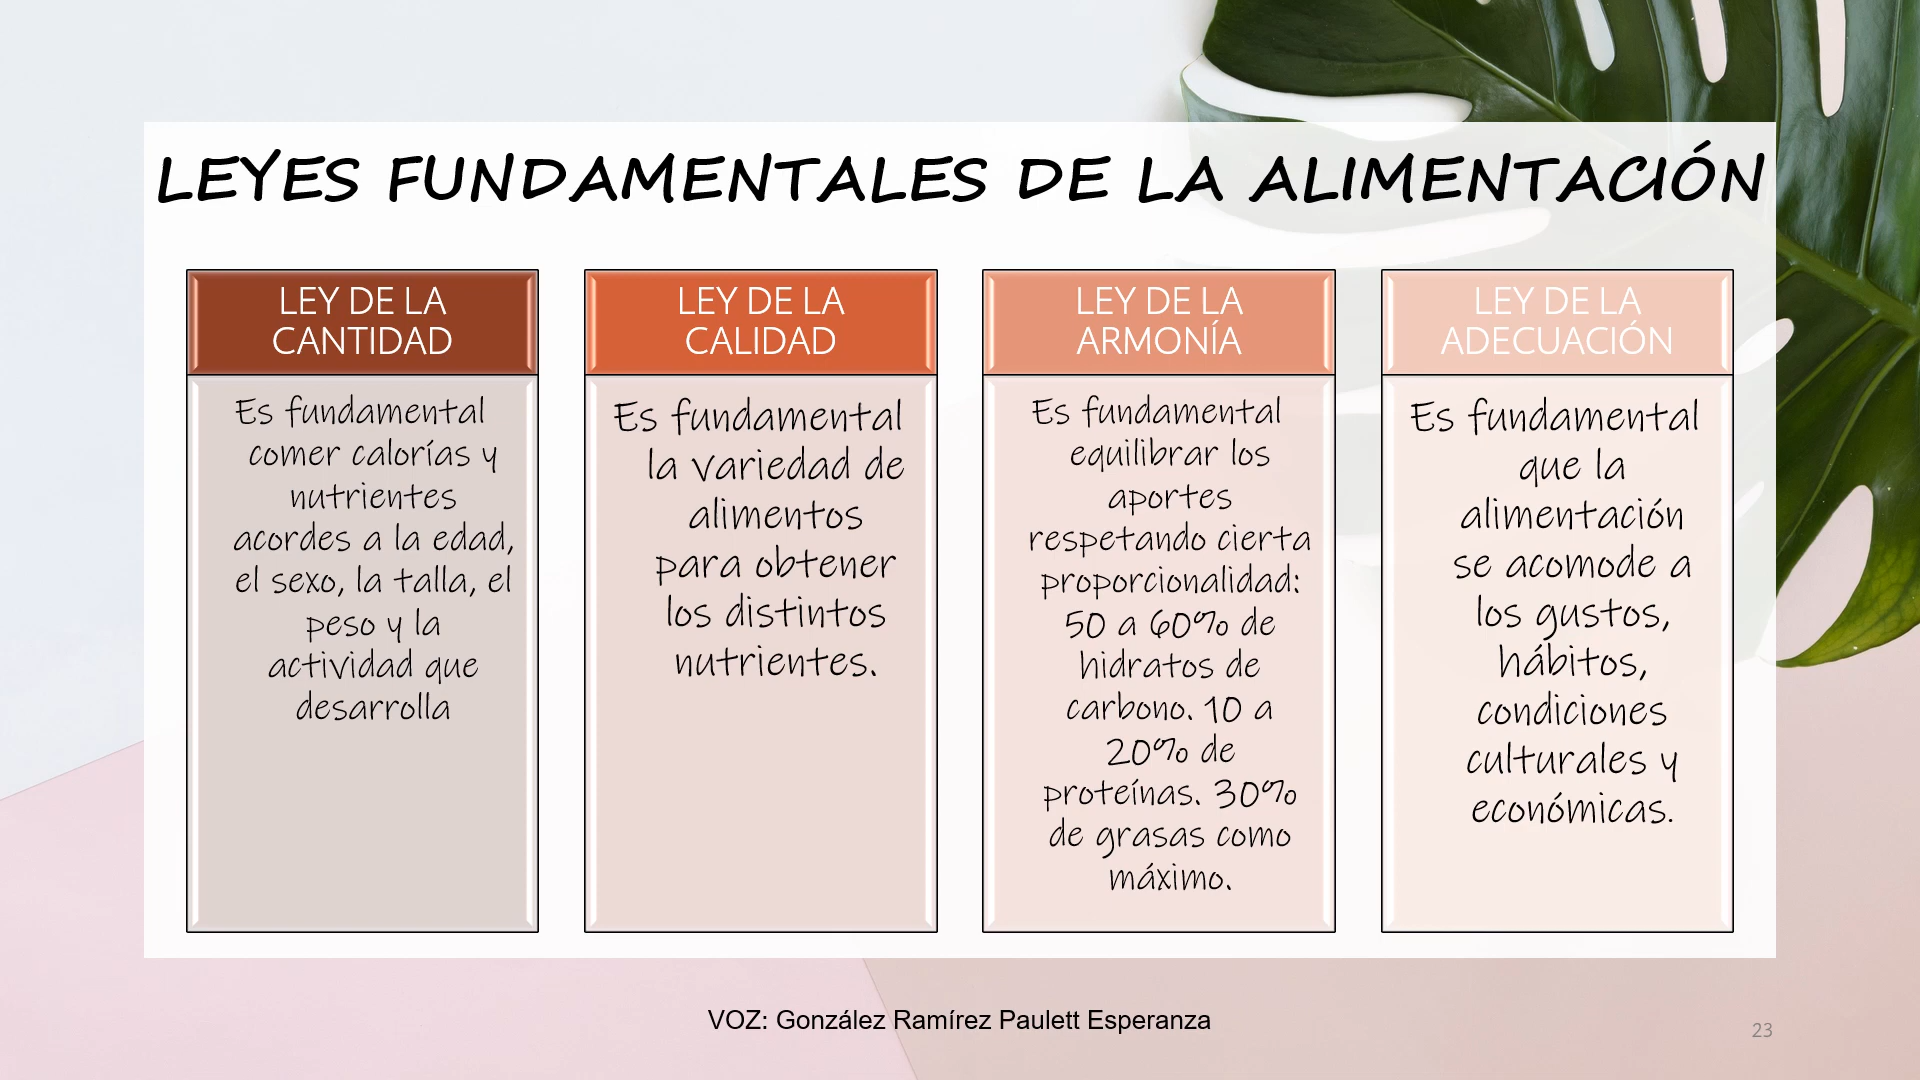 LEYES FUNDAMENTALES DE LA ALIMENTACIÓN
LEY DE LA
CANTIDAD
Es fundamental
comer calorías y
nutrientes
acordes a la edad,
el sexo, la talla, el
peso y la
actividad que
desarrolla
LEY DE LA
CALIDAD
Es fundamental
la variedad de
alimentos
para obtener
los distintos
nutrientes.
LEY DE LA
ARMONÍA
Es fundamental
equilibrar los
aportes
respetando cierta
proporcionalidad:
50 a 60% de
hidratos de
carbono. 10 a
20% de
proteínas. 30%
de grasas como
máximo.
LEY DE LA
ADECUACIÓN
Es fundamental
que la
alimentación
se acomode a
los gustos,
hábitos,
condiciones
culturales y
económicas.
VOZ: González Ramírez Paulett Esperanza
23